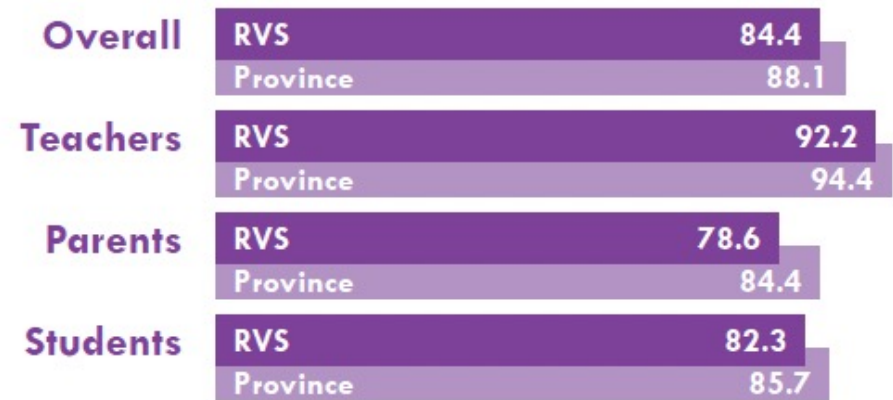 Overall RVS 84.4
Province 88.1
Teachers RVS 92.2
Province 94.4
Parents RVS 78.6
Province 84.4
Students RVS 82.3
Province 85.7